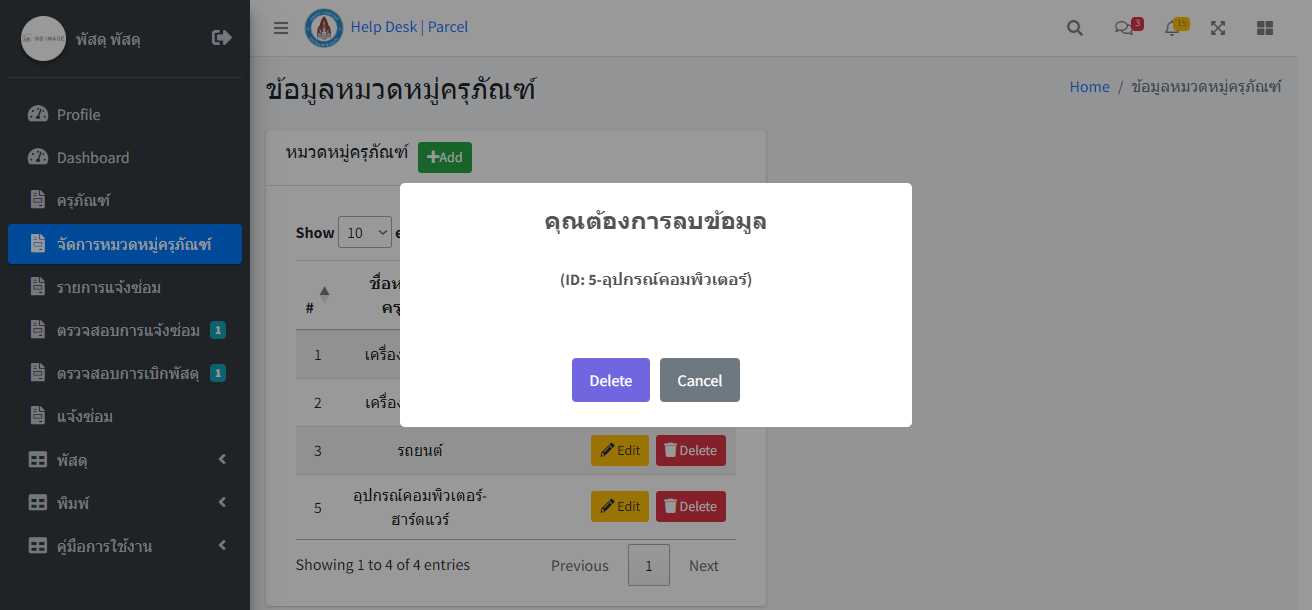 NO IMAGE
พัสดุ พัสดุ
Profile
Dashboard
ครุภัณฑ์
จัดการหมวดหมู่ครุภัณฑ์
รายการแจ้งซ่อม
ตรวจสอบการแจ้งซ่อม 1
ตรวจสอบการเบิกพัสดุ 1
แจ้งซ่อม
พัสดุ
พิมพ์
คู่มือการใช้งาน
Help Desk | Parcel
3
15
ข้อมูลหมวดหมู่ครุภัณฑ์
Home / ข้อมูลหมวดหมู่ครุภัณฑ์
หมวดหมู่ครุภัณฑ์ Add
Show 10
#
1
2
3 รถยนต์ Edit Delete
5 อุปกรณ์คอมพิวเตอร์-
ฮาร์ดแวร์ Edit Delete
Showing 1 to 4 of 4 entries
Previous 1 Next
คุณต้องการลบข้อมูล
(ID: 5-อุปกรณ์คอมพิวเตอร์)
Delete Cancel